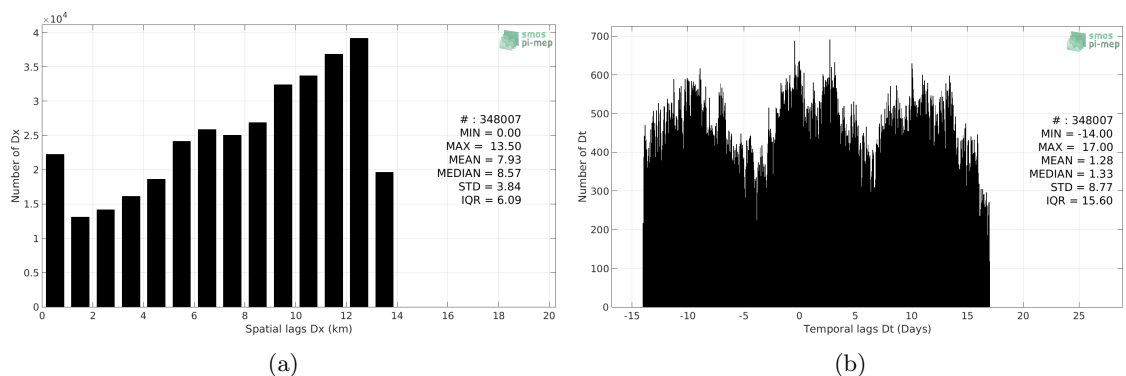 ×10⁴
4
3.5
3
2.5
2
1.5
1
0.5
0
Number of Dx
0 2 4 6 8 10 12 14 16 18 20
Spatial lags Dx (km)
smos
pi-mep
# : 348007
MIN = 0.00
MAX = 13.50
MEAN = 7.93
MEDIAN = 8.57
STD = 3.84
IQR = 6.09
(a)
700
600
500
400
300
200
100
0
Number of Dt
-15 -10 -5 0 5 10 15 20 25
Temporal lags Dt (Days)
smos
pi-mep
# : 348007
MIN = -14.00
MAX = 17.00
MEAN = 1.28
MEDIAN = 1.33
STD = 8.77
IQR = 15.60
(b)